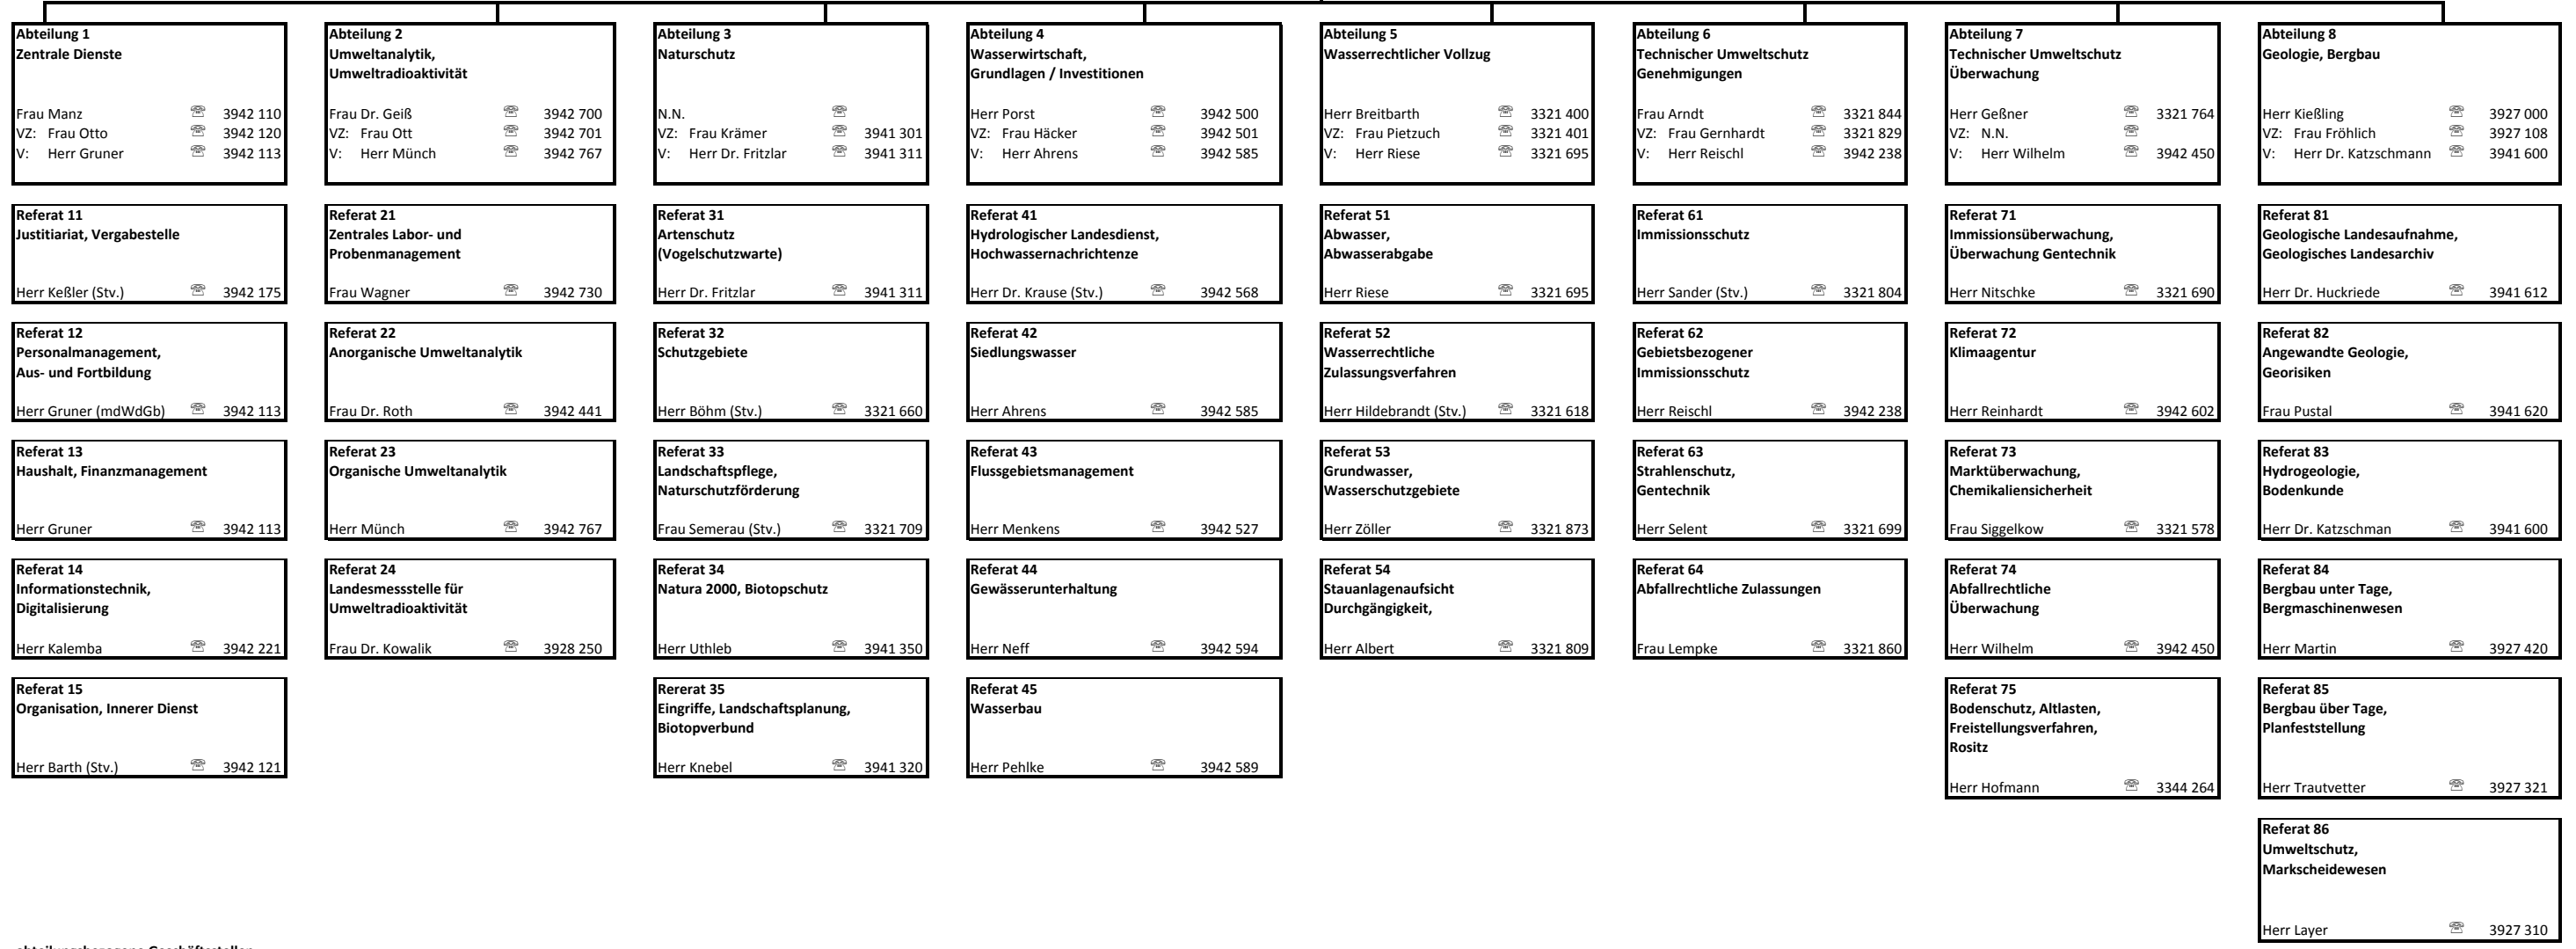 Abteilung 1
Zentrale Dienste
Frau Manz ☏ 3942 110
VZ: Frau Otto ☏ 3942 120
V: Herr Gruner ☏ 3942 113
Referat 11
Justitiariat, Vergabestelle
Herr Keßler (Stv.) ☏ 3942 175
Referat 12
Personalmanagement,
Aus- und Fortbildung
Herr Gruner (mdWdGb) ☏ 3942 113
Referat 13
Haushalt, Finanzmanagement
Herr Gruner ☏ 3942 113
Referat 14
Informationstechnik,
Digitalisierung
Herr Kalemba ☏ 3942 221
Referat 15
Organisation, Innerer Dienst
Herr Barth (Stv.) ☏ 3942 121
Abteilung 2
Umweltanalytik,
Umweltradioaktivität
Frau Dr. Geiß ☏ 3942 700
VZ: Frau Ott ☏ 3942 701
V: Herr Münch ☏ 3942 767
Referat 21
Zentrales Labor- und
Probenmanagement
Frau Wagner ☏ 3942 730
Referat 22
Anorganische Umweltanalytik
Frau Dr. Roth ☏ 3942 441
Referat 23
Organische Umweltanalytik
Herr Münch ☏ 3942 767
Referat 24
Landesmessstelle für
Umweltradioaktivität
Frau Dr. Kowalik ☏ 3928 250
Abteilung 3
Naturschutz
N.N. ☏
VZ: Frau Krämer ☏ 3941 301
V: Herr Dr. Fritzlar ☏ 3941 311
Referat 31
Artenschutz
(Vogelschutzwarte)
Herr Dr. Fritzlar ☏ 3941 311
Referat 32
Schutzgebiete
Herr Böhm (Stv.) ☏ 3321 660
Referat 33
Landschaftspflege,
Naturschutzförderung
Frau Semerau (Stv.) ☏ 3321 709
Referat 34
Natura 2000, Biotopschutz
Herr Uthleb ☏ 3941 350
Rererat 35
Eingriffe, Landschaftsplanung,
Biotopverbund
Herr Knebel ☏ 3941 320
Abteilung 4
Wasserwirtschaft,
Grundlagen / Investitionen
Herr Porst ☏ 3942 500
VZ: Frau Häcker ☏ 3942 501
V: Herr Ahrens ☏ 3942 585
Referat 41
Hydrologischer Landesdienst,
Hochwassernachrichtenze
Herr Dr. Krause (Stv.) ☏ 3942 568
Referat 42
Siedlungswasser
Herr Ahrens ☏ 3942 585
Referat 43
Flussgebietsmanagement
Herr Menkens ☏ 3942 527
Referat 44
Gewässerunterhaltung
Herr Neff ☏ 3942 594
Referat 45
Wasserbau
Herr Pehlke ☏ 3942 589
Abteilung 5
Wasserrechtlicher Vollzug
Herr Breitbarth ☏ 3321 400
VZ: Frau Pietzuch ☏ 3321 401
V: Herr Riese ☏ 3321 695
Referat 51
Abwasser,
Abwasserabgabe
Herr Riese ☏ 3321 695
Referat 52
Wasserrechtliche
Zulassungsverfahren
Herr Hildebrandt (Stv.) ☏ 3321 618
Referat 53
Grundwasser,
Wasserschutzgebiete
Herr Zöller ☏ 3321 873
Referat 54
Stauanlagenaufsicht
Durchgängigkeit,
Herr Albert ☏ 3321 809
Abteilung 6
Technischer Umweltschutz
Genehmigungen
Frau Arndt ☏ 3321 844
VZ: Frau Gernhardt ☏ 3321 829
V: Herr Reischl ☏ 3942 238
Referat 61
Immissionsschutz
Herr Sander (Stv.) ☏ 3321 804
Referat 62
Gebietsbezogener
Immissionsschutz
Herr Reischl ☏ 3942 238
Referat 63
Strahlenschutz,
Gentechnik
Herr Selent ☏ 3321 699
Referat 64
Abfallrechtliche Zulassungen
Frau Lempke ☏ 3321 860
Abteilung 7
Technischer Umweltschutz
Überwachung
Herr Geßner ☏ 3321 764
VZ: N.N. ☏
V: Herr Wilhelm ☏ 3942 450
Referat 71
Immissionsüberwachung,
Überwachung Gentechnik
Herr Nitschke ☏ 3321 690
Referat 72
Klimaagentur
Herr Reinhardt ☏ 3942 602
Referat 73
Marktüberwachung,
Chemikaliensicherheit
Frau Siggelkow ☏ 3321 578
Referat 74
Abfallrechtliche
Überwachung
Herr Wilhelm ☏ 3942 450
Referat 75
Bodenschutz, Altlasten,
Freistellungsverfahren,
Rositz
Herr Hofmann ☏ 3344 264
Abteilung 8
Geologie, Bergbau
Herr Kießling ☏ 3927 000
VZ: Frau Fröhlich ☏ 3927 108
V: Herr Dr. Katzschmann ☏ 3941 600
Referat 81
Geologische Landesaufnahme,
Geologisches Landesarchiv
Herr Dr. Huckriede ☏ 3941 612
Referat 82
Angewandte Geologie,
Georisiken
Frau Pustal ☏ 3941 620
Referat 83
Hydrogeologie,
Bodenkunde
Herr Dr. Katzschman ☏ 3941 600
Referat 84
Bergbau unter Tage,
Bergmaschinenwesen
Herr Martin ☏ 3927 420
Referat 85
Bergbau über Tage,
Planfeststellung
Herr Trautvetter ☏ 3927 321
Referat 86
Umweltschutz,
Markscheidewesen
Herr Layer ☏ 3927 310